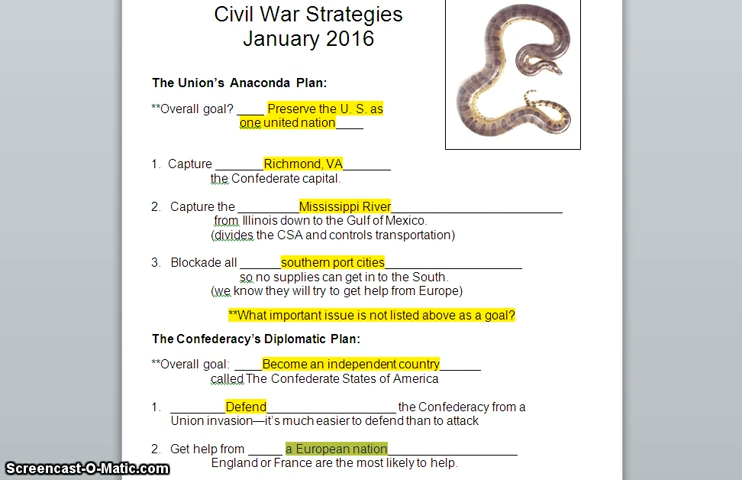 Civil War Strategies
January 2016
The Union's Anaconda Plan:
**Overall goal? ____ Preserve the U. S. as
one united nation____
1. Capture _______Richmond, VA_______
the Confederate capital.
2. Capture the _________Mississippi River_________________________
from Illinois down to the Gulf of Mexico.
(divides the CSA and controls transportation)
3. Blockade all ______southern port cities____________________
so no supplies can get in to the South.
(we know they will try to get help from Europe)
**What important issue is not listed above as a goal?
The Confederacy's Diplomatic Plan:
**Overall goal: ____Become an independent country______
called The Confederate States of America
1. ________Defend___________________ the Confederacy from a
Union invasion—it's much easier to defend than to attack
2. Get help from _____ a European nation___________________
England or France are the most likely to help.
Screencast-O-Matic.com